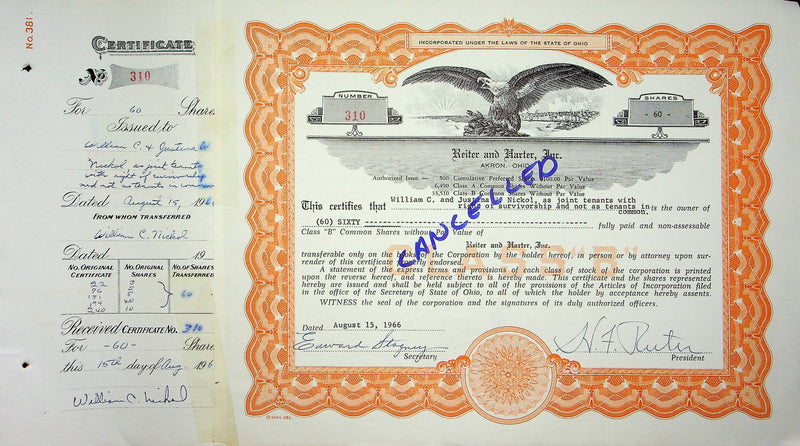 No. 381.
CERTIFICATE
No 310
For 60 Shares
Issued to
William C. & Justina W
Nickol as joint tenants
with right of survivorship
and not as tenants in common
Dated August 15, 196
FROM WHOM TRANSFERRED
William C. Nickol
Dated 19
NO. ORIGINAL CERTIFICATE
NO. ORIGINAL SHARES
NO. OF SHARES TRANSFERRED
60
240 10
Received CERTIFICATE NO. 310
For -60- Shares
this 15th day of Aug. 196
William C. Nickol
INCORPORATED UNDER THE LAWS OF THE STATE OF OHIO
NUMBER
310
SHARES
- 60 -
Reiter and Harter, Inc.
AKRON, OHIO
Authorized Issue — 500 Cumulative Preferred Shares $100.00 Par Value
6,490 Class A Common Shares Without Par Value
35,510 Class B Common Shares Without Par Value
William C. and Justina W. Nickol, as joint tenants with
This certifies that right of survivorship and not as tenants in is the owner of
common.
(60) SIXTY fully paid and non-assessable
Class "B" Common Shares without Par Value of
CLASS "B"
Reiter and Harter, Inc.
transferable only on the books of the Corporation by the holder hereof, in person or by attorney upon sur-
render of this certificate properly endorsed.
A statement of the express terms and provisions of each class of stock of the corporation is printed
upon the reverse hereof, and reference thereto is hereby made. This certificate and the shares represented
hereby are issued and shall be held subject to all of the provisions of the Articles of Incorporation filed
in the office of the Secretary of State of Ohio, to all of which the holder by acceptance hereby assents.
WITNESS the seal of the corporation and the signatures of its duly authorized officers.
CANCELLED
Dated August 15, 1966
Secretary
H F Reiter
President